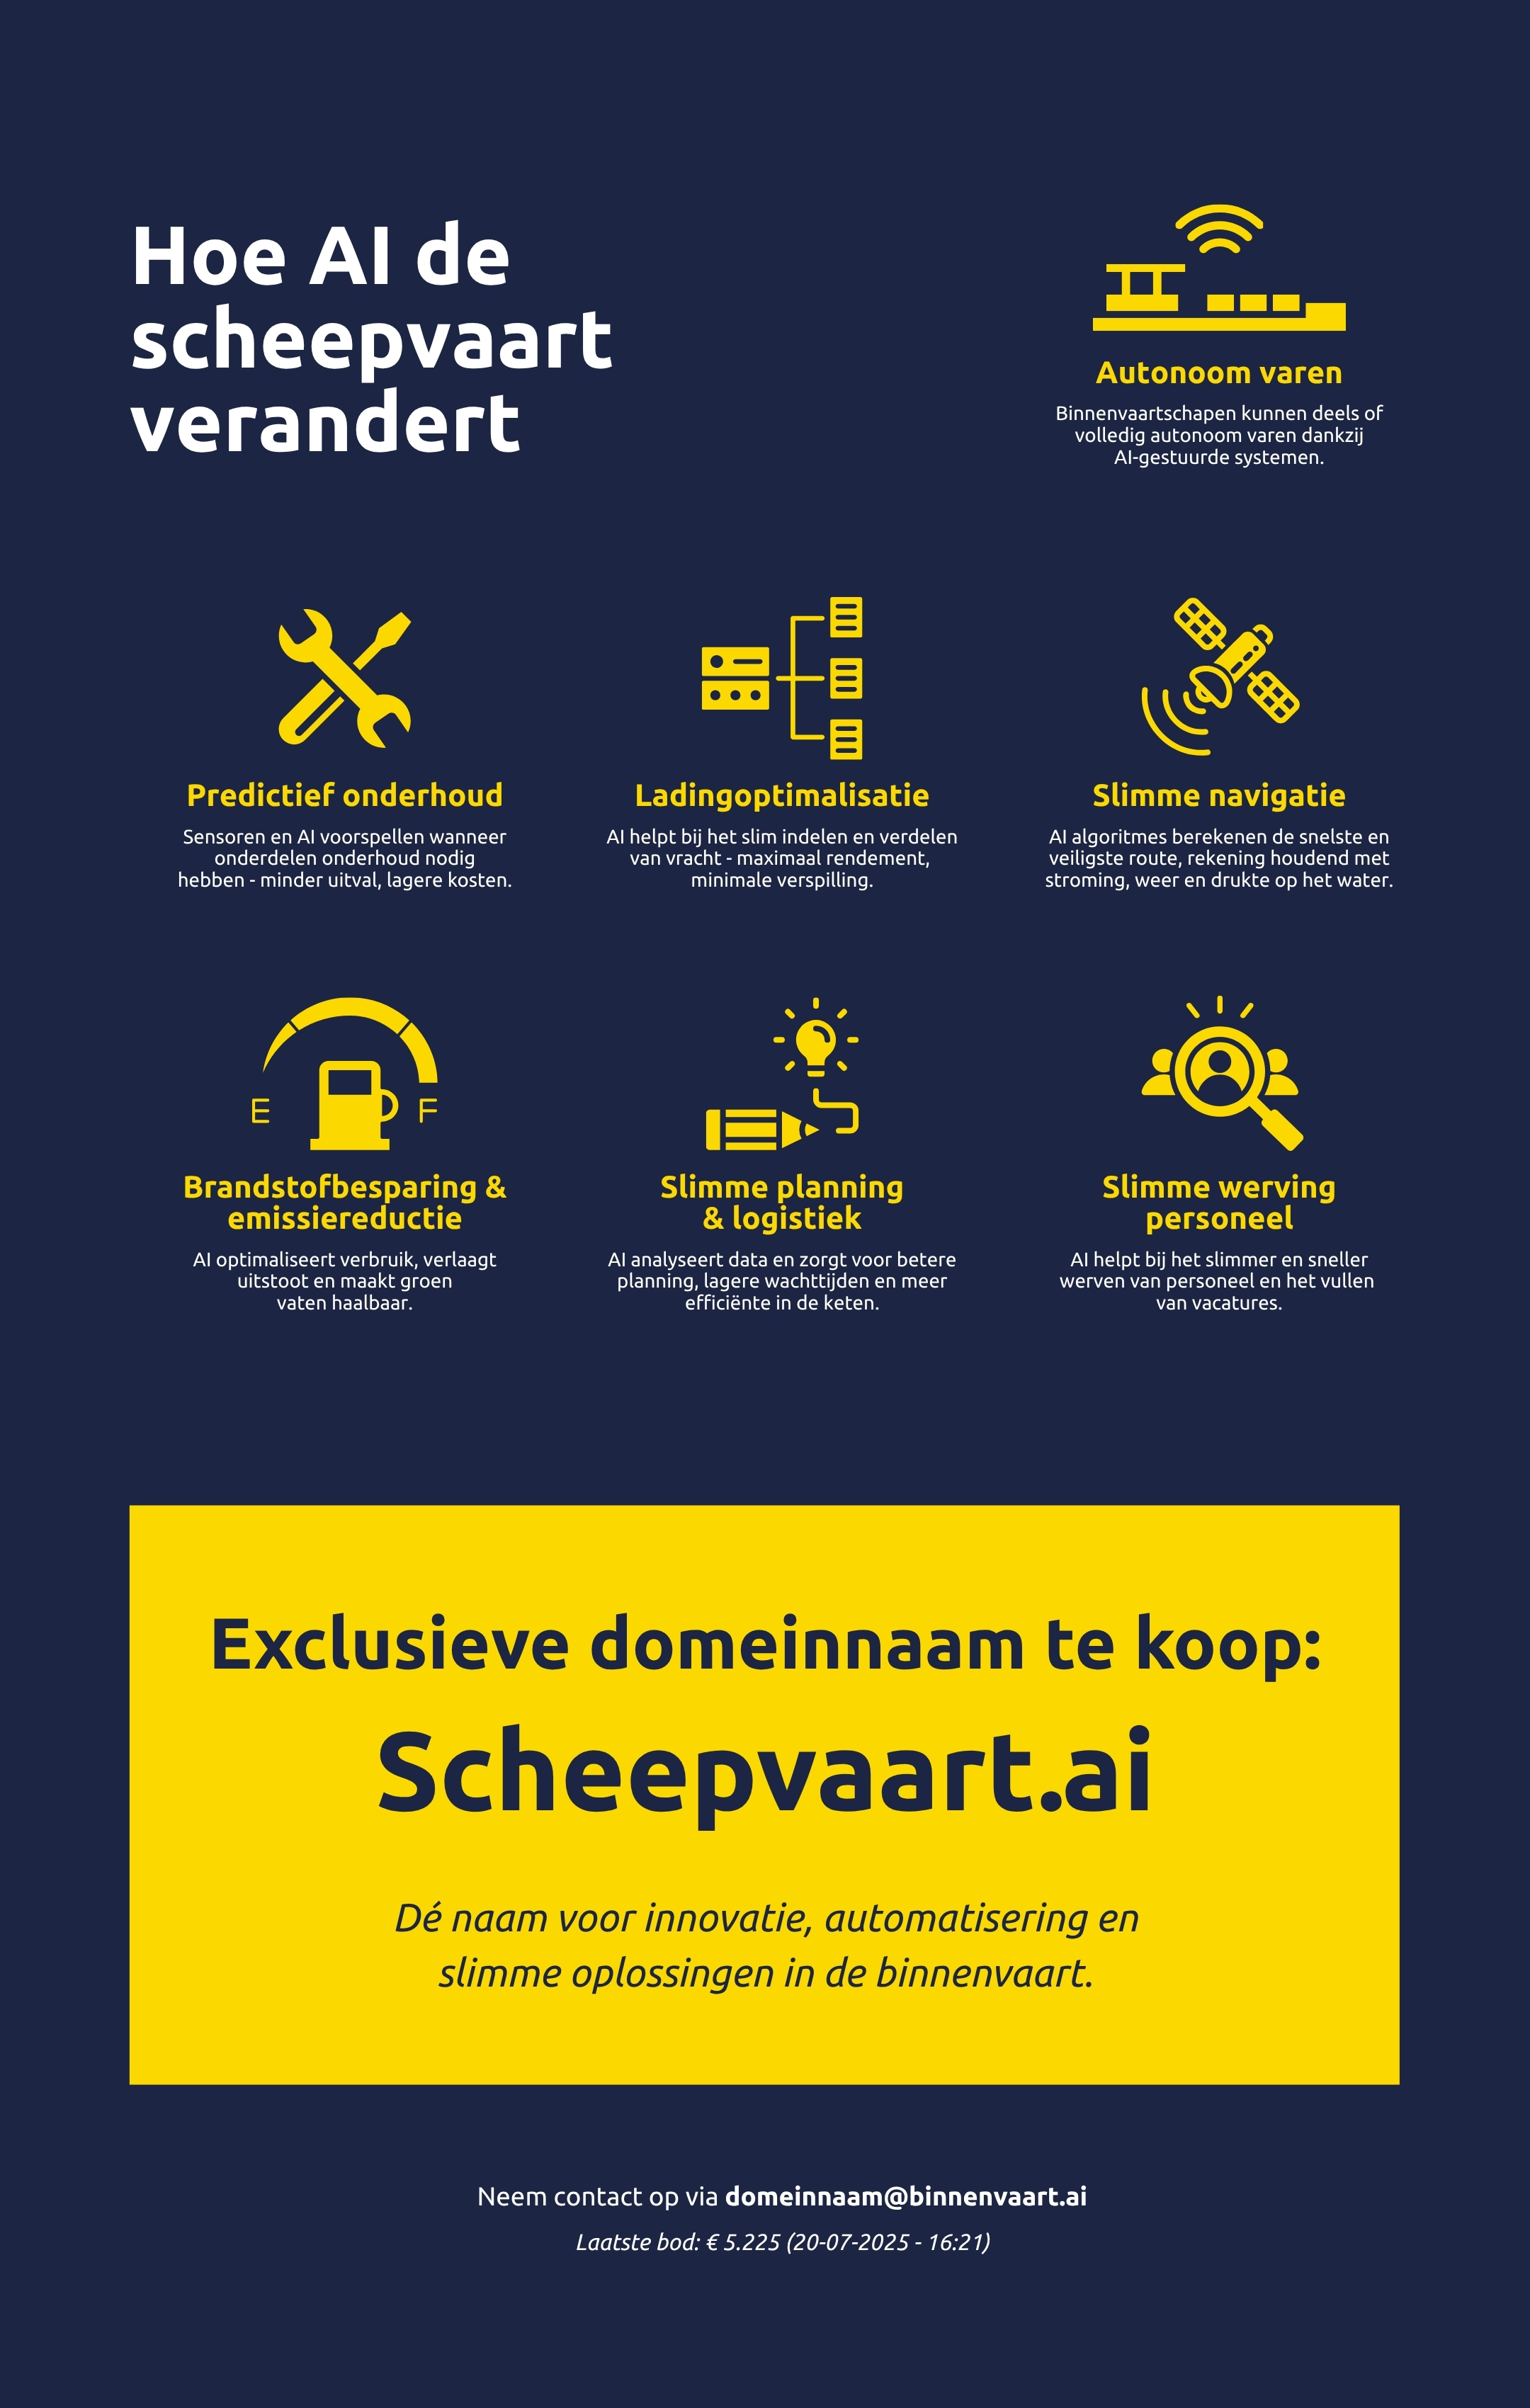 Hoe AI de
scheepvaart
verandert
Autonoom varen
Binnenvaartschapen kunnen deels of
volledig autonoom varen dankzij
AI-gestuurde systemen.
Predictief onderhoud
Sensoren en AI voorspellen wanneer
onderdelen onderhoud nodig
hebben - minder uitval, lagere kosten.
Ladingoptimalisatie
AI helpt bij het slim indelen en verdelen
van vracht - maximaal rendement,
minimale verspilling.
Slimme navigatie
AI algoritmes berekenen de snelste en
veiligste route, rekening houdend met
stroming, weer en drukte op het water.
E
F
Brandstofbesparing &
emissiereductie
AI optimaliseert verbruik, verlaagt
uitstoot en maakt groen
vaten haalbaar.
Slimme planning
& logistiek
AI analyseert data en zorgt voor betere
planning, lagere wachttijden en meer
efficiënte in de keten.
Slimme werving
personeel
AI helpt bij het slimmer en sneller
werven van personeel en het vullen
van vacatures.
Exclusieve domeinnaam te koop:
Scheepvaart.ai
Dé naam voor innovatie, automatisering en
slimme oplossingen in de binnenvaart.
Neem contact op via domeinnaam@binnenvaart.ai
Laatste bod: € 5.225 (20-07-2025 - 16:21)